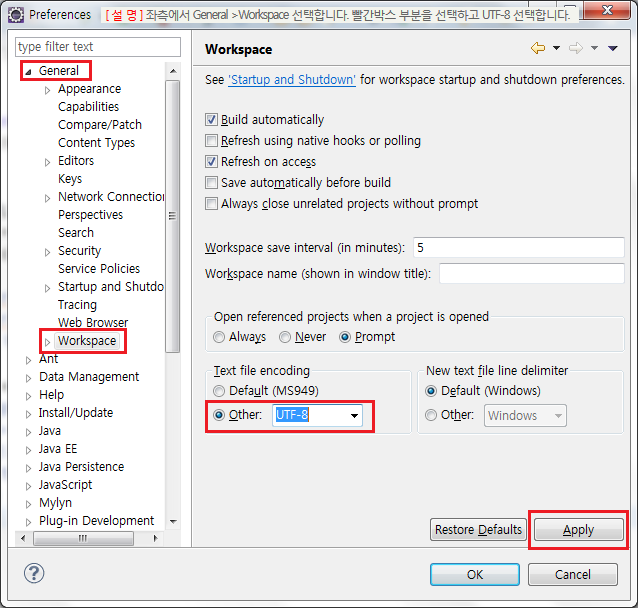 Preferences [ 설 명 ] 좌측에서 General >Workspace 선택합니다. 빨간박스 부분을 선택하고 UTF-8 선택합니다.
type filter text
General
Appearance
Capabilities
Compare/Patch
Content Types
Editors
Keys
Network Connection
Perspectives
Search
Security
Service Policies
Startup and Shutdo
Tracing
Web Browser
Workspace
Ant
Data Management
Help
Install/Update
Java
Java EE
Java Persistence
JavaScript
Mylyn
Plug-in Development
Workspace
See 'Startup and Shutdown' for workspace startup and shutdown preferences.
Build automatically
Refresh using native hooks or polling
Refresh on access
Save automatically before build
Always close unrelated projects without prompt
Workspace save interval (in minutes): 5
Workspace name (shown in window title):
Open referenced projects when a project is opened
Always Never Prompt
Text file encoding
Default (MS949)
Other: UTF-8
New text file line delimiter
Default (Windows)
Other: Windows
Restore Defaults Apply
OK Cancel